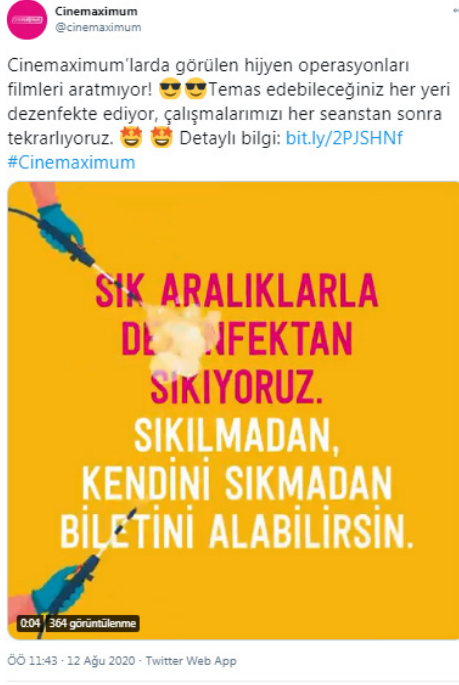 Cinemaximum
@cinemaximum
Cinemaximum'larda görülen hijyen operasyonları
filmleri aratmıyor! 😎😎Temas edebileceğiniz her yeri
dezenfekte ediyor, çalışmalarımızı her seanstan sonra
tekrarlıyoruz. 🤩 🤩 Detaylı bilgi: bit.ly/2PJSHNf
#Cinemaximum
SIK ARALIKLARLA
DEZENFEKTAN
SIKIYORUZ.
SIKILMADAN,
KENDİNİ SIKMADAN
BİLETİNİ ALABİLİRSİN.
0:04 364 görüntülenme
ÖÖ 11:43 · 12 Ağu 2020 · Twitter Web App